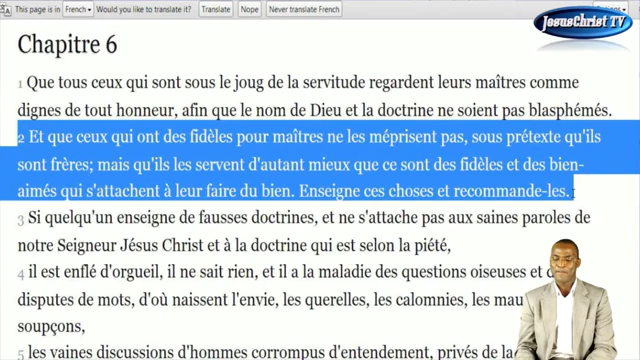 This page is in French Would you like to translate it? Translate Nope Never translate French
JesusChrist TV
Chapitre 6
1 Que tous ceux qui sont sous le joug de la servitude regardent leurs maîtres comme
dignes de tout honneur, afin que le nom de Dieu et la doctrine ne soient pas blasphémés.
2 Et que ceux qui ont des fidèles pour maîtres ne les méprisent pas, sous prétexte qu'ils
sont frères; mais qu'ils les servent d'autant mieux que ce sont des fidèles et des bien-
aimés qui s'attachent à leur faire du bien. Enseigne ces choses et recommande-les.
3 Si quelqu'un enseigne de fausses doctrines, et ne s'attache pas aux saines paroles de
notre Seigneur Jésus Christ et à la doctrine qui est selon la piété,
4 il est enflé d'orgueil, il ne sait rien, et il a la maladie des questions oiseuses et
disputes de mots, d'où naissent l'envie, les querelles, les calomnies, les
soupçons,
5 les vaines discussions d'hommes corrompus d'entendement, privés de la